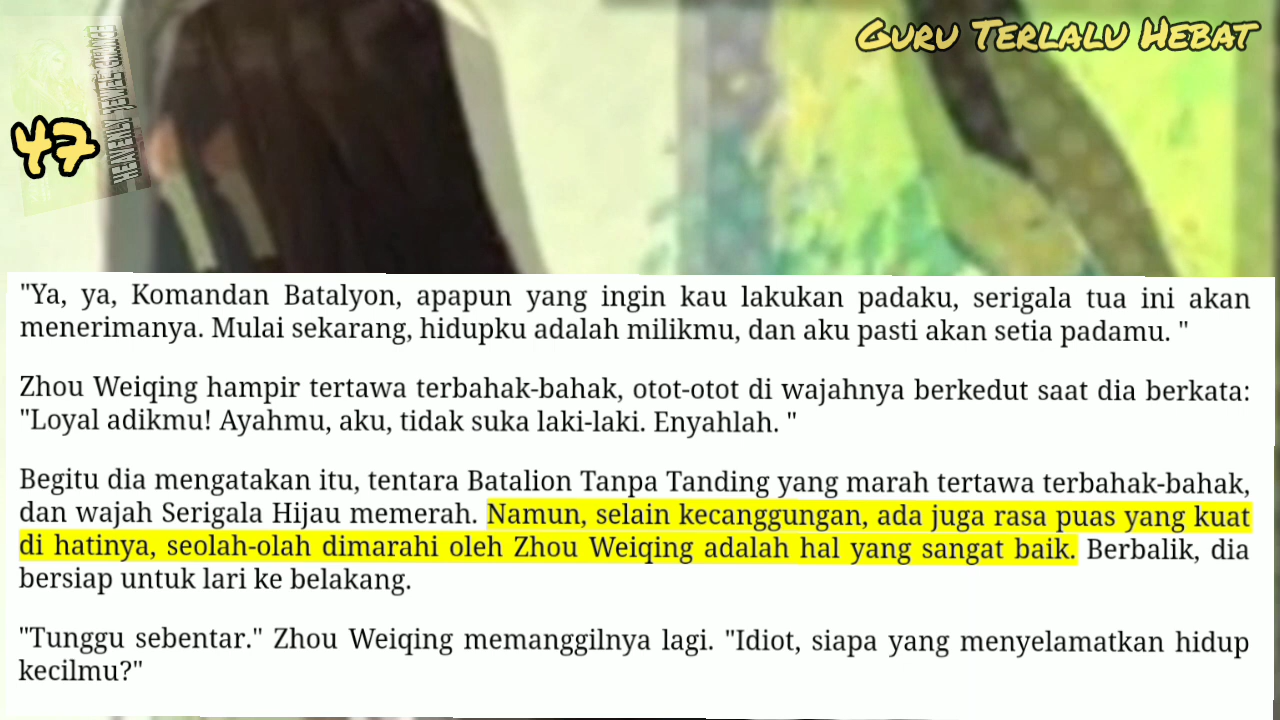 Guru Terlalu Hebat
HEAVENLY JEWEL CHANGE
47
"Ya, ya, Komandan Batalyon, apapun yang ingin kau lakukan padaku, serigala tua ini akan
menerimanya. Mulai sekarang, hidupku adalah milikmu, dan aku pasti akan setia padamu. "
Zhou Weiqing hampir tertawa terbahak-bahak, otot-otot di wajahnya berkedut saat dia berkata:
"Loyal adikmu! Ayahmu, aku, tidak suka laki-laki. Enyahlah. "
Begitu dia mengatakan itu, tentara Batalion Tanpa Tanding yang marah tertawa terbahak-bahak,
dan wajah Serigala Hijau memerah. Namun, selain kecanggungan, ada juga rasa puas yang kuat
di hatinya, seolah-olah dimarahi oleh Zhou Weiqing adalah hal yang sangat baik. Berbalik, dia
bersiap untuk lari ke belakang.
"Tunggu sebentar." Zhou Weiqing memanggilnya lagi. "Idiot, siapa yang menyelamatkan hidup
kecilmu?"